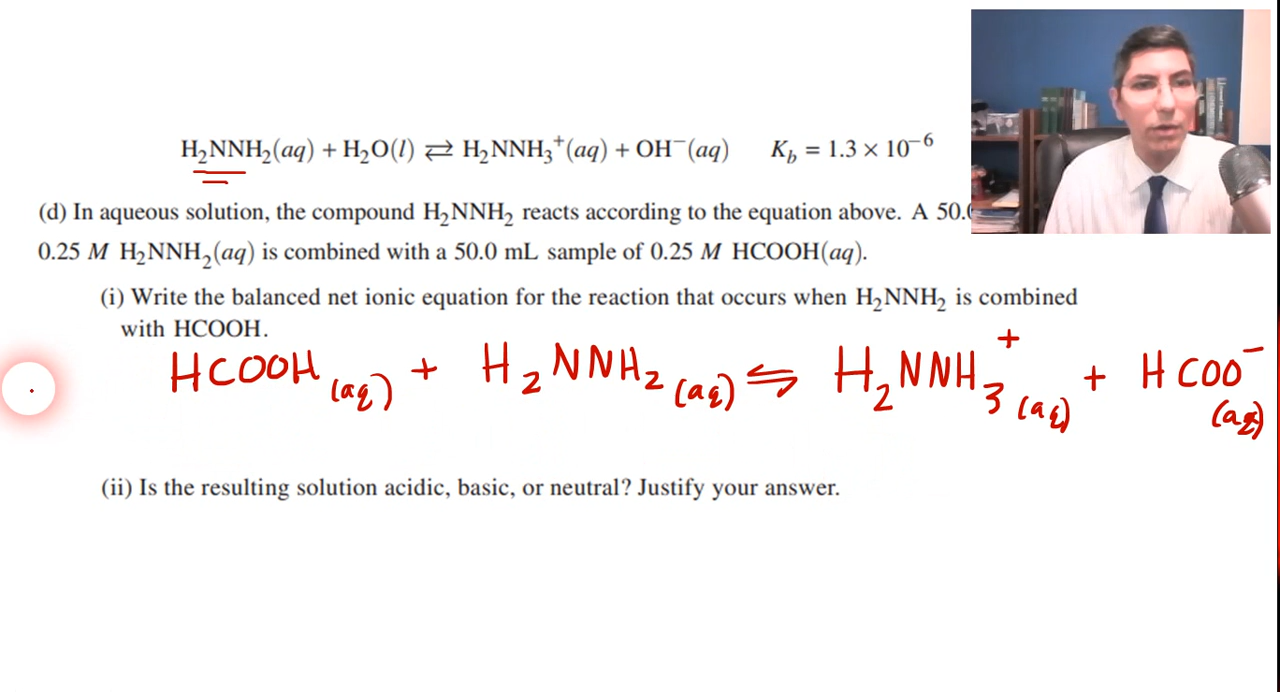 H₂NNH₂(aq) + H₂O(l) ⇄ H₂NNH₃⁺(aq) + OH⁻(aq) K_b = 1.3 × 10⁻⁶
(d) In aqueous solution, the compound H₂NNH₂ reacts according to the equation above. A 50.
0.25 M H₂NNH₂(aq) is combined with a 50.0 mL sample of 0.25 M HCOOH(aq).
(i) Write the balanced net ionic equation for the reaction that occurs when H₂NNH₂ is combined
with HCOOH.
HCOOH (aq) + H₂NNH₂ (aq) ⇋ H₂NNH₃⁺ (aq) + HCOO⁻ (aq)
(ii) Is the resulting solution acidic, basic, or neutral? Justify your answer.